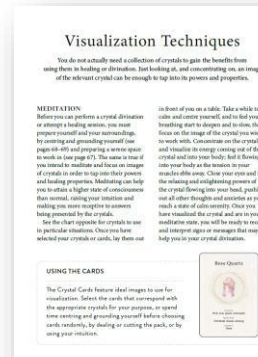 Visualization Techniques
You do not actually need a collection of crystals to gain the benefits from
using them in healing or divination. Just looking at, and concentrating on, an imag
of the relevant crystal can be enough to tap into its powers and properties.
MEDITATION
Before you can perform a crystal divination
or attempt a healing session, you must
prepare yourself and your surroundings,
by centring and grounding yourself (see
pages 68–69) and preparing a serene space
to work in (see page 67). The same is true if
you intend to meditate and focus on images
of crystals in order to tap into their powers
and healing properties. Meditating can help
you to attain a higher state of consciousness
than normal, raising your intuition and
making you more receptive to answers
being presented by the crystals.
See the chart opposite for crystals to use
in particular situations. Once you have
selected your crystals or cards, lay them out
in front of you on a table. Take a while to
calm and centre yourself, and to feel you
breathing start to deepen and to slow, th
focus on the image of the crystal you wis
to work with. Concentrate on the crystal
and visualize its energy coming out of th
crystal and into your body; feel it flowing
into your body as the tension in your
muscles ebbs away. Close your eyes and
the relaxing and enlightening powers of
the crystal flowing into your head, pushi
out all other thoughts and anxieties as yo
reach a state of calm serenity. Once you
have visualized the crystal and are in you
meditative state, you will be ready to rec
and interpret signs or messages that may
help you in your crystal divination.
USING THE CARDS
The Crystal Cards feature ideal images to use for
visualization. Select the cards that correspond with
the appropriate crystals for your purpose, or spend
time centring and grounding yourself before choosing
cards randomly, by dealing or cutting the pack, or by
using your intuition.
Rose Quartz